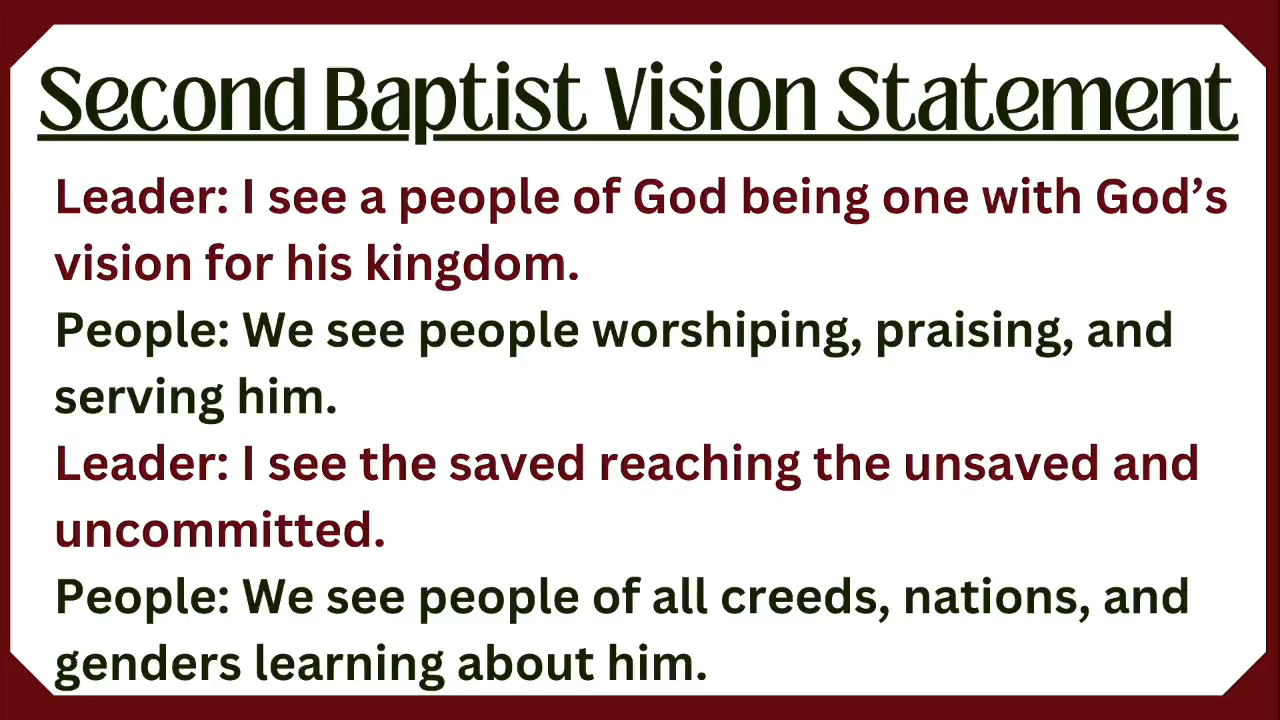 Second Baptist Vision Statement
Leader: I see a people of God being one with God’s
vision for his kingdom.
People: We see people worshiping, praising, and
serving him.
Leader: I see the saved reaching the unsaved and
uncommitted.
People: We see people of all creeds, nations, and
genders learning about him.